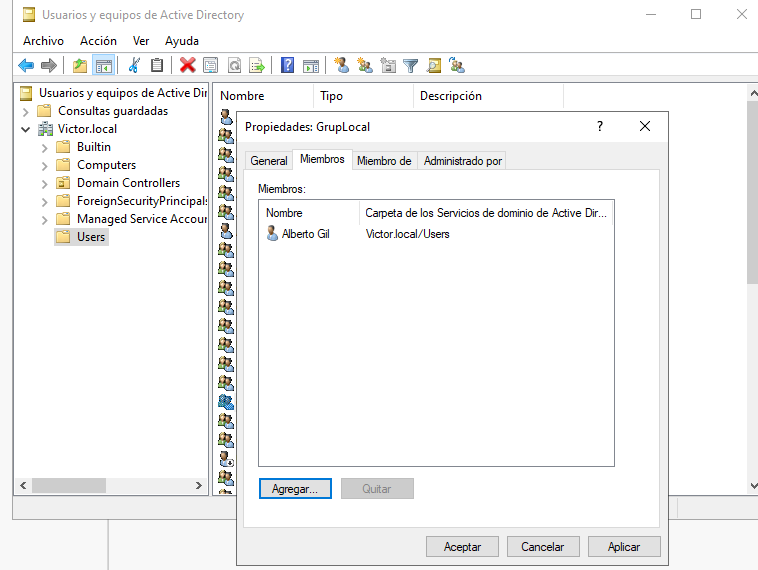 Usuarios y equipos de Active Directory
Archivo Acción Ver Ayuda
Usuarios y equipos de Active Dir
Consultas guardadas
Victor.local
Builtin
Computers
Domain Controllers
ForeignSecurityPrincipals
Managed Service Accour
Users
Nombre Tipo Descripción
Propiedades: GrupLocal ?
General Miembros Miembro de Administrado por
Miembros:
Nombre Carpeta de los Servicios de dominio de Active Dir...
Alberto Gil Victor.local/Users
Agregar... Quitar
Aceptar Cancelar Aplicar